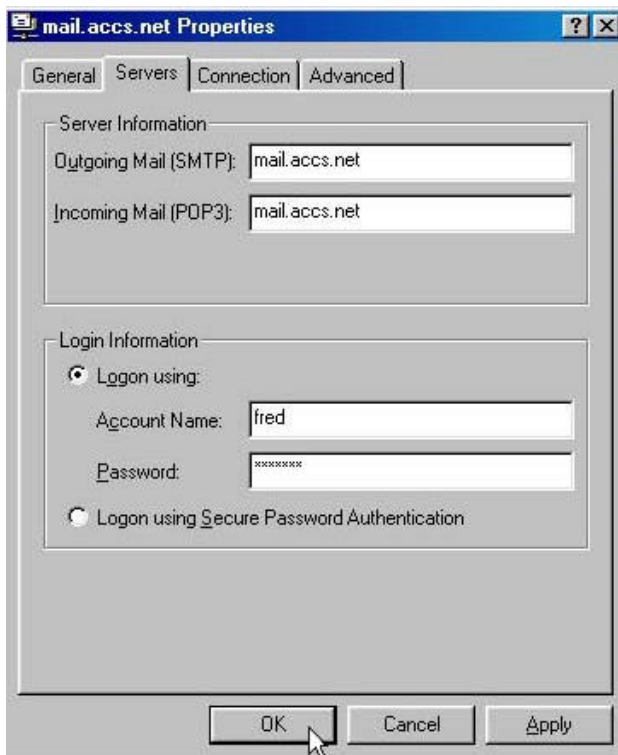 mail.accs.net Properties
General Servers Connection Advanced
Server Information
Outgoing Mail (SMTP): mail.accs.net
Incoming Mail (POP3): mail.accs.net
Login Information
Logon using:
Account Name: fred
Password: *******
Logon using Secure Password Authentication
OK Cancel Apply